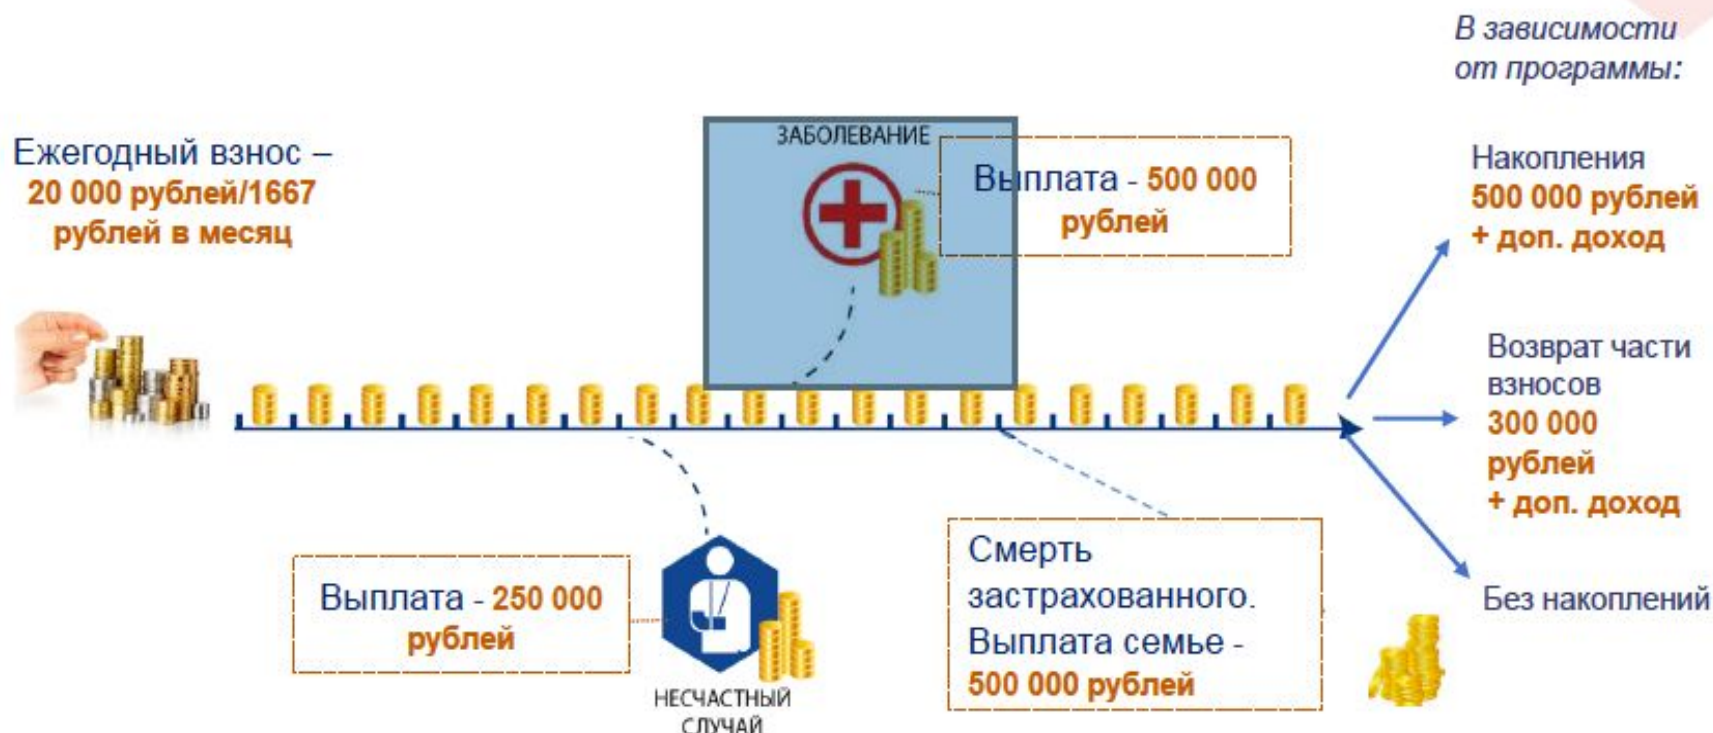 В зависимости
от программы:
Ежегодный взнос –
20 000 рублей/1667
рублей в месяц
ЗАБОЛЕВАНИЕ
Выплата - 500 000
рублей
Накопления
500 000 рублей
+ доп. доход
Возврат части
взносов
300 000
рублей
+ доп. доход
Без накоплений
Выплата - 250 000
рублей
НЕСЧАСТНЫЙ
СЛУЧАЙ
Смерть
застрахованного.
Выплата семье -
500 000 рублей